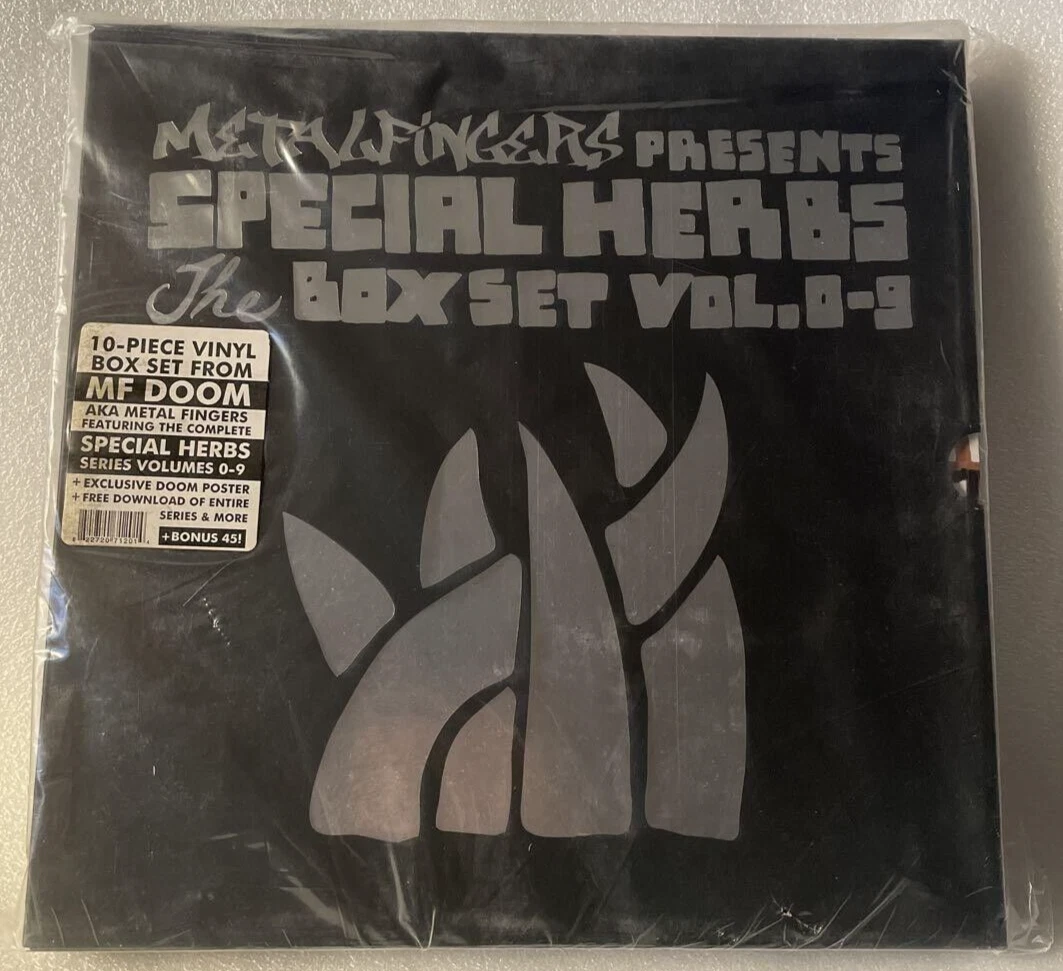 METALFiNGERS PRESENTS
SPECIAL HERBS
The BOX SET VOL.0-9
10-PIECE VINYL
BOX SET FROM
MF DOOM
AKA METAL FINGERS
FEATURING THE COMPLETE
SPECIAL HERBS
SERIES VOLUMES 0-9
+ EXCLUSIVE DOOM POSTER
+ FREE DOWNLOAD OF ENTIRE
SERIES & MORE
+BONUS 45!